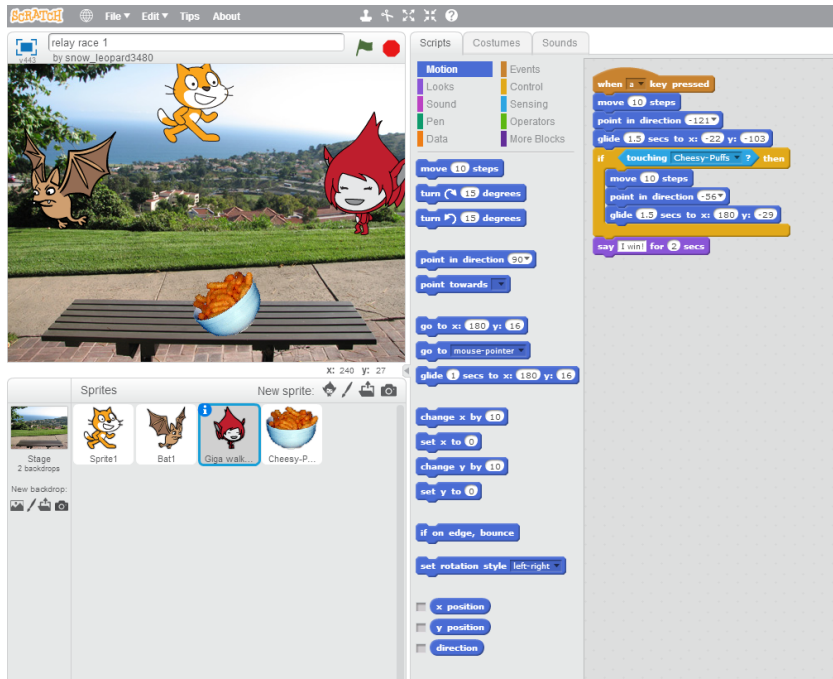 SCRATCH File Edit Tips About
relay race 1
by snow_leopard3480
v443
x: 240 y: 27
Sprites New sprite:
Stage
2 backdrops
New backdrop:
Sprite1
Bat1
Giga walk...
Cheesy-P...
Scripts Costumes Sounds
Motion Events
Looks Control
Sound Sensing
Pen Operators
Data More Blocks
move 10 steps
turn 15 degrees
turn 15 degrees
point in direction 90
point towards
go to x: 180 y: 16
go to mouse-pointer
glide 1 secs to x: 180 y: 16
change x by 10
set x to 0
change y by 10
set y to 0
if on edge, bounce
set rotation style left-right
x position
y position
direction
when a key pressed
move 10 steps
point in direction -121
glide 1.5 secs to x: -22 y: -103
if touching Cheesy-Puffs ? then
move 10 steps
point in direction -56
glide 1.5 secs to x: 180 y: -29
say I win! for 2 secs